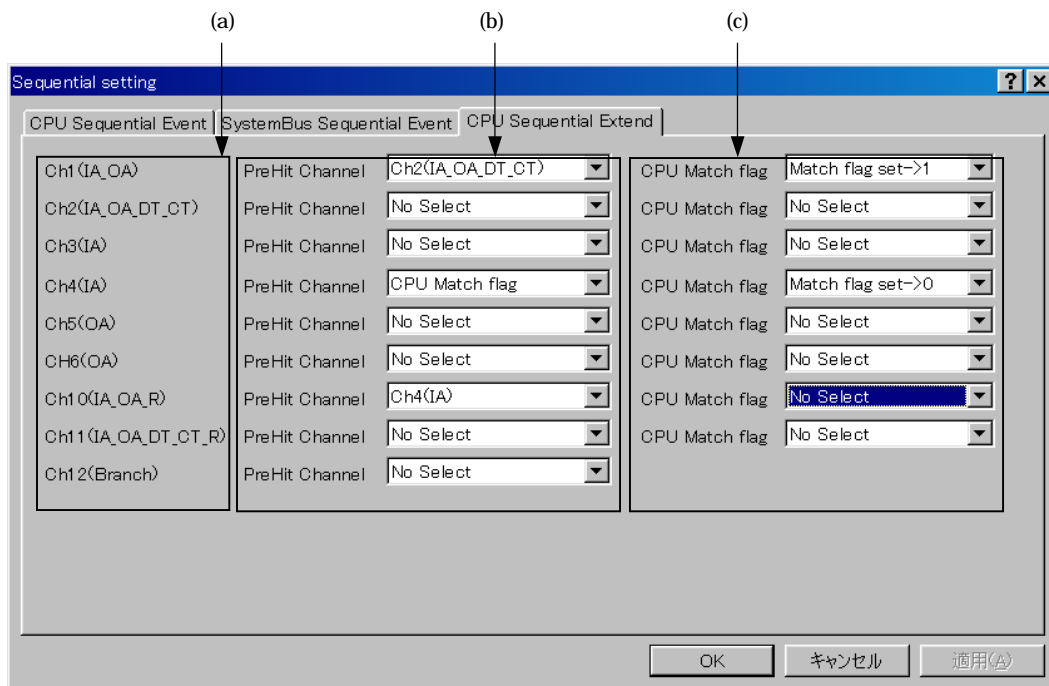 (a) (b) (c)
Sequential setting
CPU Sequential Event SystemBus Sequential Event CPU Sequential Extend
Ch1(IA_OA) PreHit Channel Ch2(IA_OA_DT_CT) CPU Match flag Match flag set->1
Ch2(IA_OA_DT_CT) PreHit Channel No Select CPU Match flag No Select
Ch3(IA) PreHit Channel No Select CPU Match flag No Select
Ch4(IA) PreHit Channel CPU Match flag CPU Match flag Match flag set->0
Ch5(OA) PreHit Channel No Select CPU Match flag No Select
CH6(OA) PreHit Channel No Select CPU Match flag No Select
Ch10(IA_OA_R) PreHit Channel Ch4(IA) CPU Match flag No Select
Ch11(IA_OA_DT_CT_R) PreHit Channel No Select CPU Match flag No Select
Ch12(Branch) PreHit Channel No Select
OK キャンセル 適用(A)